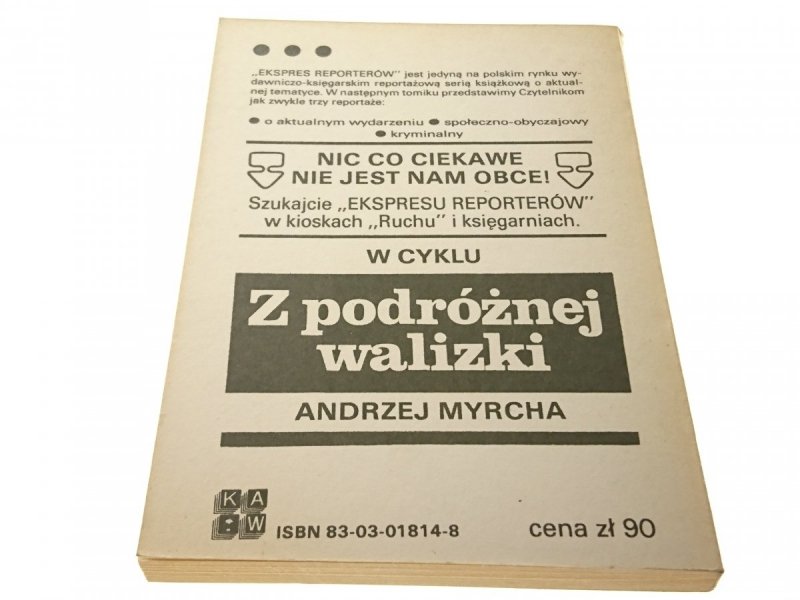 „EKSPRES REPORTERÓW" jest jedyną na polskim rynku wy-
dawniczo-księgarskim reportażową serią książkową o aktual-
nej tematyce. W następnym tomiku przedstawimy Czytelnikom
jak zwykle trzy reportaże:
● o aktualnym wydarzeniu ● społeczno-obyczajowy
● kryminalny
NIC CO CIEKAWE
NIE JEST NAM OBCE!
Szukajcie „EKSPRESU REPORTERÓW"
w kioskach „Ruchu" i księgarniach.
W CYKLU
Z podróżnej
walizki
ANDRZEJ MYRCHA
K A
W
ISBN 83-03-01814-8
cena zł 90